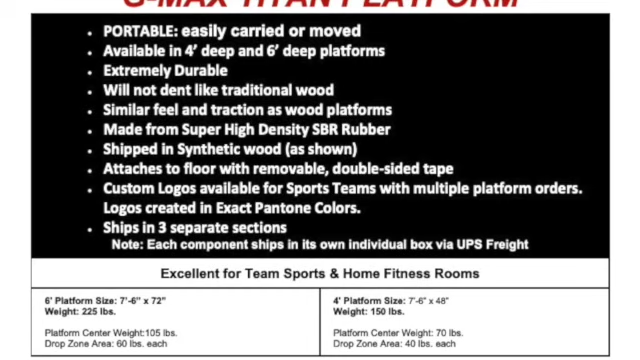 G-MAX TITAN PLATFORM
PORTABLE: easily carried or moved
Available in 4' deep and 6' deep platforms
Extremely Durable
Will not dent like traditional wood
Similar feel and traction as wood platforms
Made from Super High Density SBR Rubber
Shipped in Synthetic wood (as shown)
Attaches to floor with removable, double-sided tape
Custom Logos available for Sports Teams with multiple platform orders.
Logos created in Exact Pantone Colors.
Ships in 3 separate sections
Note: Each component ships in its own individual box via UPS Freight
Excellent for Team Sports & Home Fitness Rooms
6' Platform Size: 7'-6" x 72"
Weight: 225 lbs.
Platform Center Weight:105 lbs.
Drop Zone Area: 60 lbs. each
4' Platform Size: 7'-6" x 48"
Weight: 150 lbs.
Platform Center Weight: 70 lbs.
Drop Zone Area: 40 lbs. each